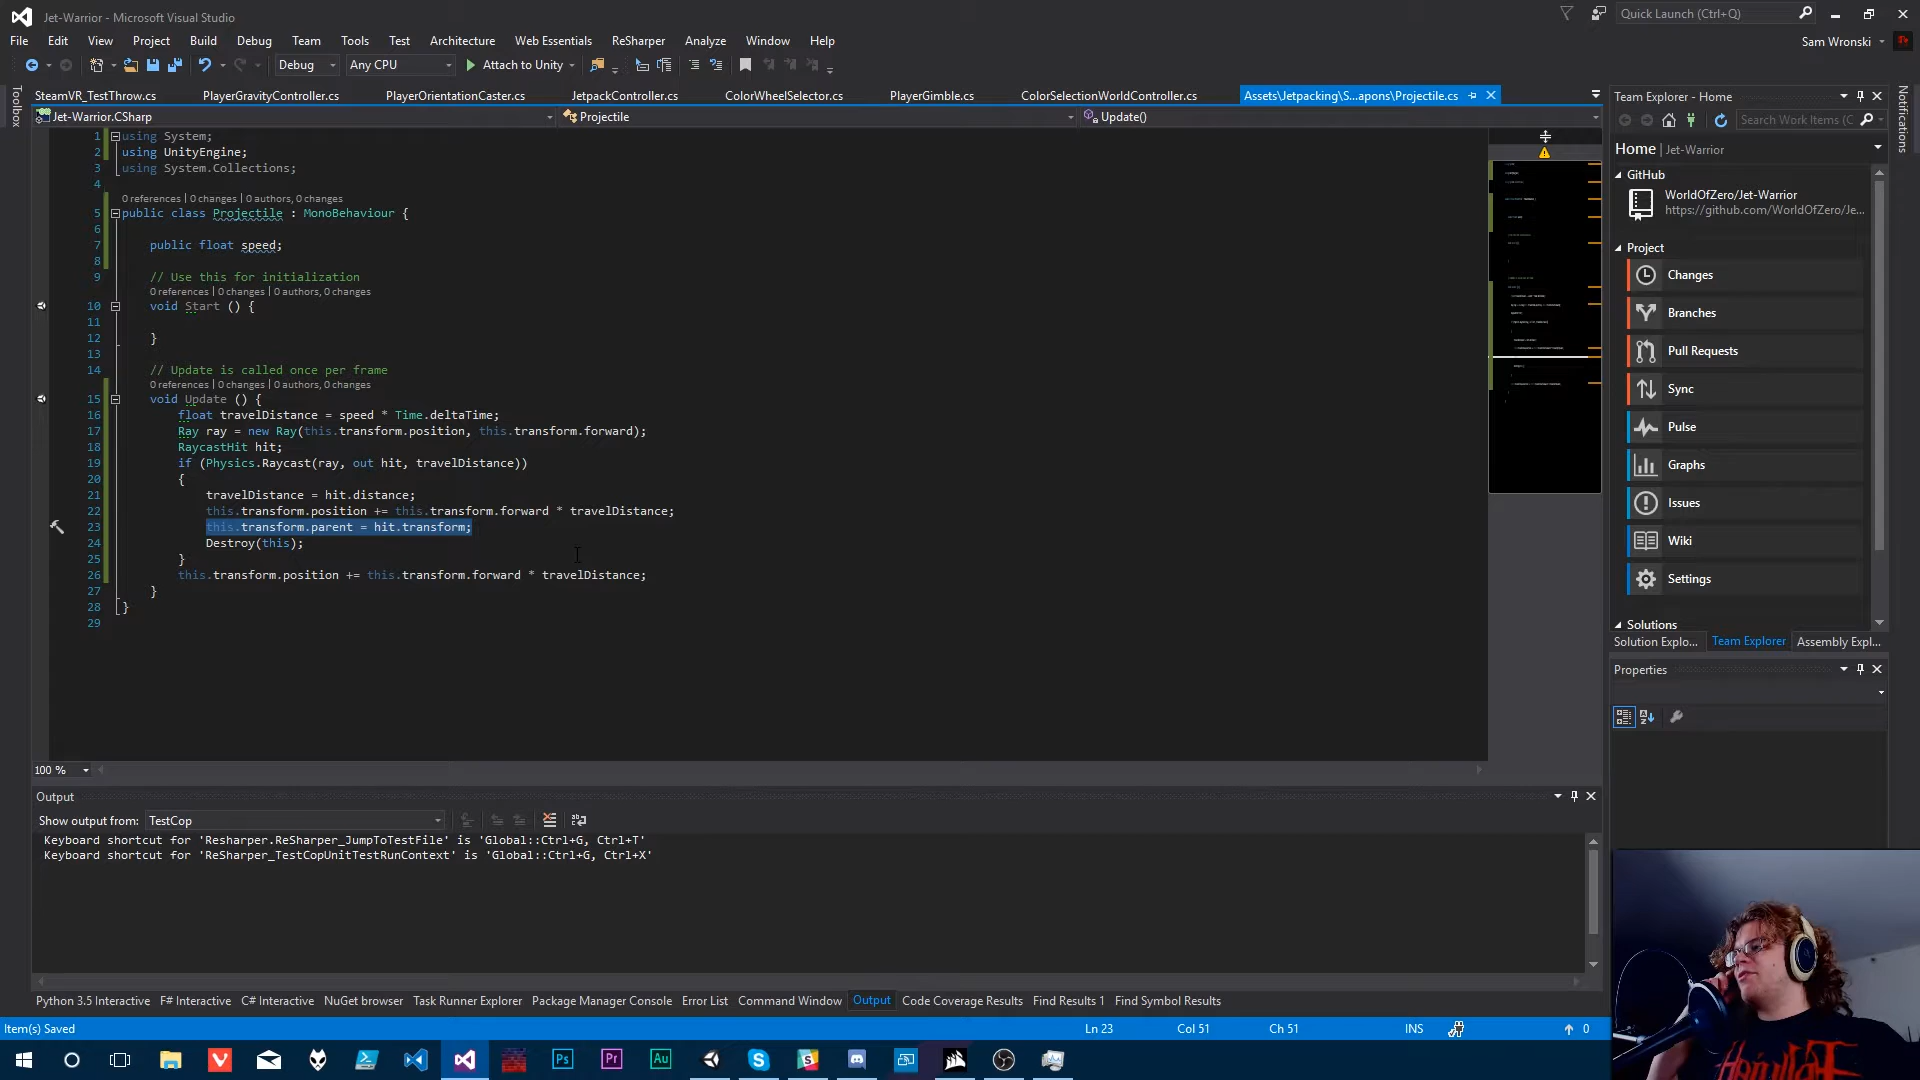 Jet-Warrior - Microsoft Visual Studio
Quick Launch (Ctrl+Q)
File Edit View Project Build Debug Team Tools Test Architecture Web Essentials ReSharper Analyze Window Help
Sam Wronski
Debug Any CPU Attach to Unity
SteamVR_TestThrow.cs PlayerGravityController.cs PlayerOrientationCaster.cs JetpackController.cs ColorWheelSelector.cs PlayerGimble.cs ColorSelectionWorldController.cs Assets\Jetpacking\S...apons\Projectile.cs
Toolbox
Jet-Warrior.CSharp Projectile Update()
1 using System;
2 using UnityEngine;
3 using System.Collections;
4
0 references | 0 changes | 0 authors, 0 changes
5 public class Projectile : MonoBehaviour {
6
7 public float speed;
8
9 // Use this for initialization
0 references | 0 changes | 0 authors, 0 changes
10 void Start () {
11
12 }
13
14 // Update is called once per frame
0 references | 0 changes | 0 authors, 0 changes
15 void Update () {
16 float travelDistance = speed * Time.deltaTime;
17 Ray ray = new Ray(this.transform.position, this.transform.forward);
18 RaycastHit hit;
19 if (Physics.Raycast(ray, out hit, travelDistance))
20 {
21 travelDistance = hit.distance;
22 this.transform.position += this.transform.forward * travelDistance;
23 this.transform.parent = hit.transform;
24 Destroy(this);
25 }
26 this.transform.position += this.transform.forward * travelDistance;
27 }
28 }
29
100 %
Team Explorer - Home
Search Work Items (C
Notifications
Home | Jet-Warrior
GitHub
WorldOfZero/Jet-Warrior
https://github.com/WorldOfZero/Je...
Project
Changes
Branches
Pull Requests
Sync
Pulse
Graphs
Issues
Wiki
Settings
Solutions
Solution Explo... Team Explorer Assembly Expl...
Properties
Output
Show output from: TestCop
Keyboard shortcut for 'Resharper.ReSharper_JumpToTestFile' is 'Global::Ctrl+G, Ctrl+T'
Keyboard shortcut for 'ReSharper_TestCopUnitTestRunContext' is 'Global::Ctrl+G, Ctrl+X'
Python 3.5 Interactive F# Interactive C# Interactive NuGet browser Task Runner Explorer Package Manager Console Error List Command Window Output Code Coverage Results Find Results 1 Find Symbol Results
Item(s) Saved Ln 23 Col 51 Ch 51 INS 0
Ps Pr Au